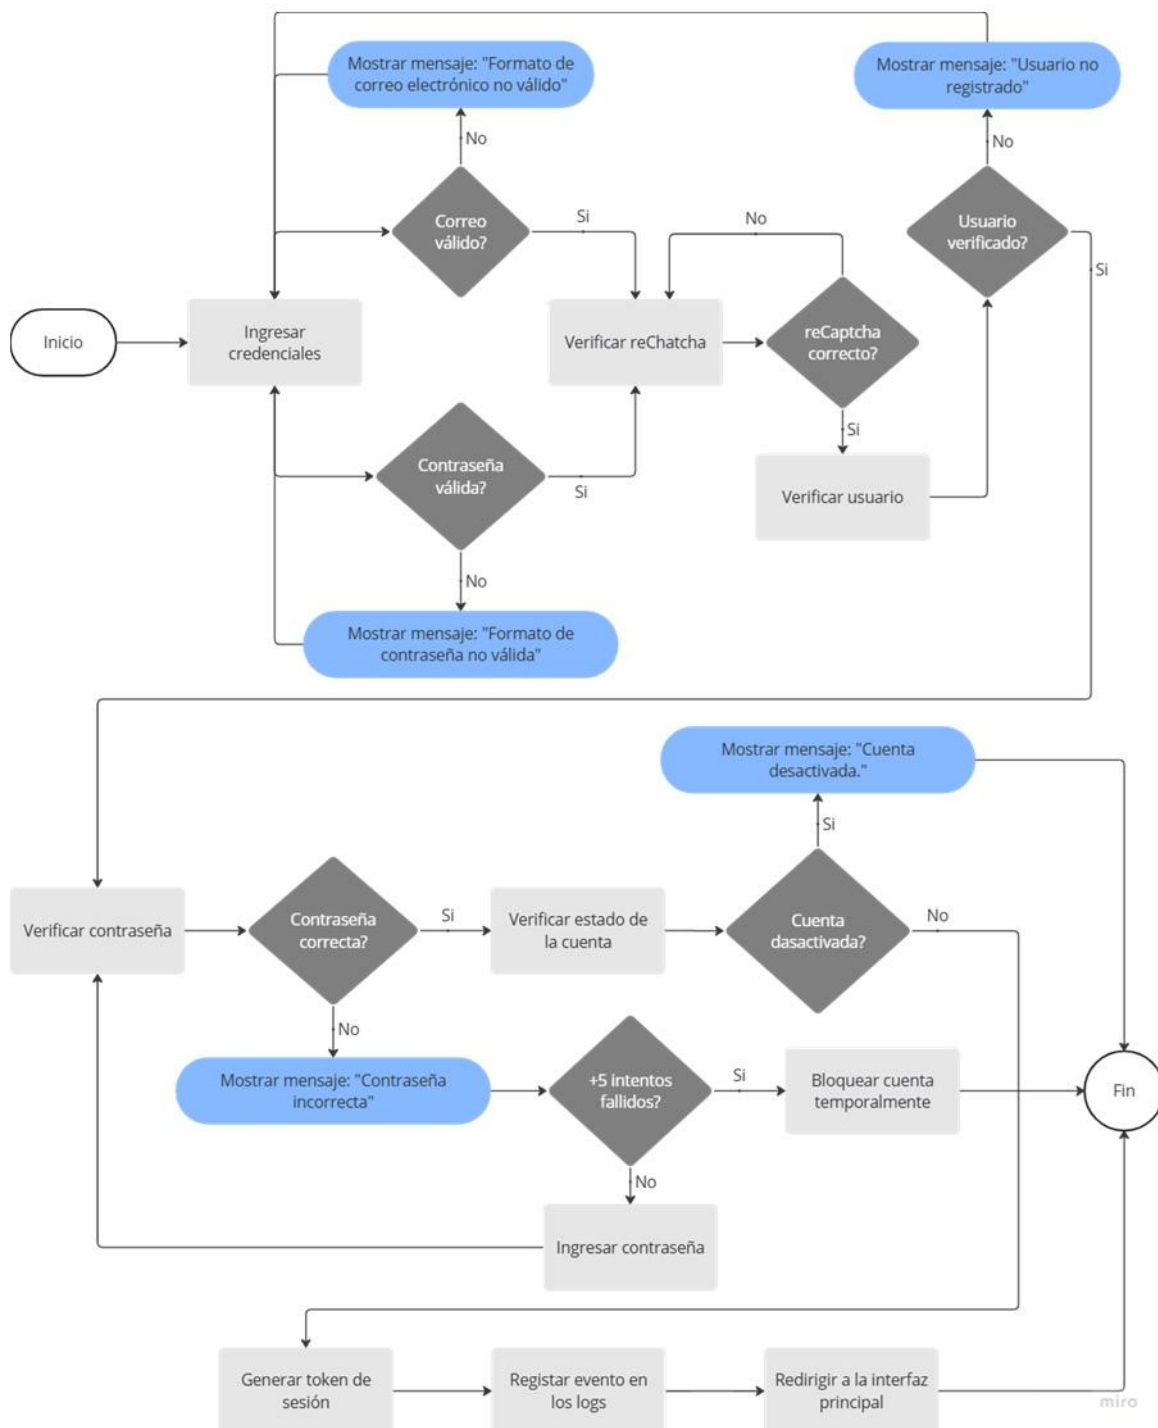 Mostrar mensaje: "Formato de
correo electrónico no válido"
Mostrar mensaje: "Usuario no
registrado"
No
No
Correo
válido?
Si
No
Usuario
verificado?
Si
Inicio
Ingresar
credenciales
Verificar reChatcha
reCaptcha
correcto?
Si
Contraseña
válida?
Si
Verificar usuario
No
Mostrar mensaje: "Formato de
contraseña no válida"
Mostrar mensaje: "Cuenta
desactivada."
Si
Verificar contraseña
Contraseña
correcta?
Si
Verificar estado de
la cuenta
Cuenta
dasactivada?
No
No
Mostrar mensaje: "Contraseña
incorrecta"
+5 intentos
fallidos?
Si
Bloquear cuenta
temporalmente
Fin
No
Ingresar contraseña
Generar token de
sesión
Registar evento en
los logs
Redirigir a la interfaz
principal
miro